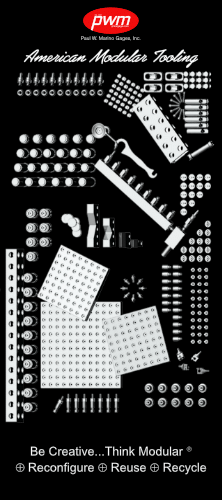 pwm
Paul W. Marino Gages, Inc.
American Modular Tooling
Be Creative...Think Modular ®
⊕ Reconfigure ⊕ Reuse ⊕ Recycle